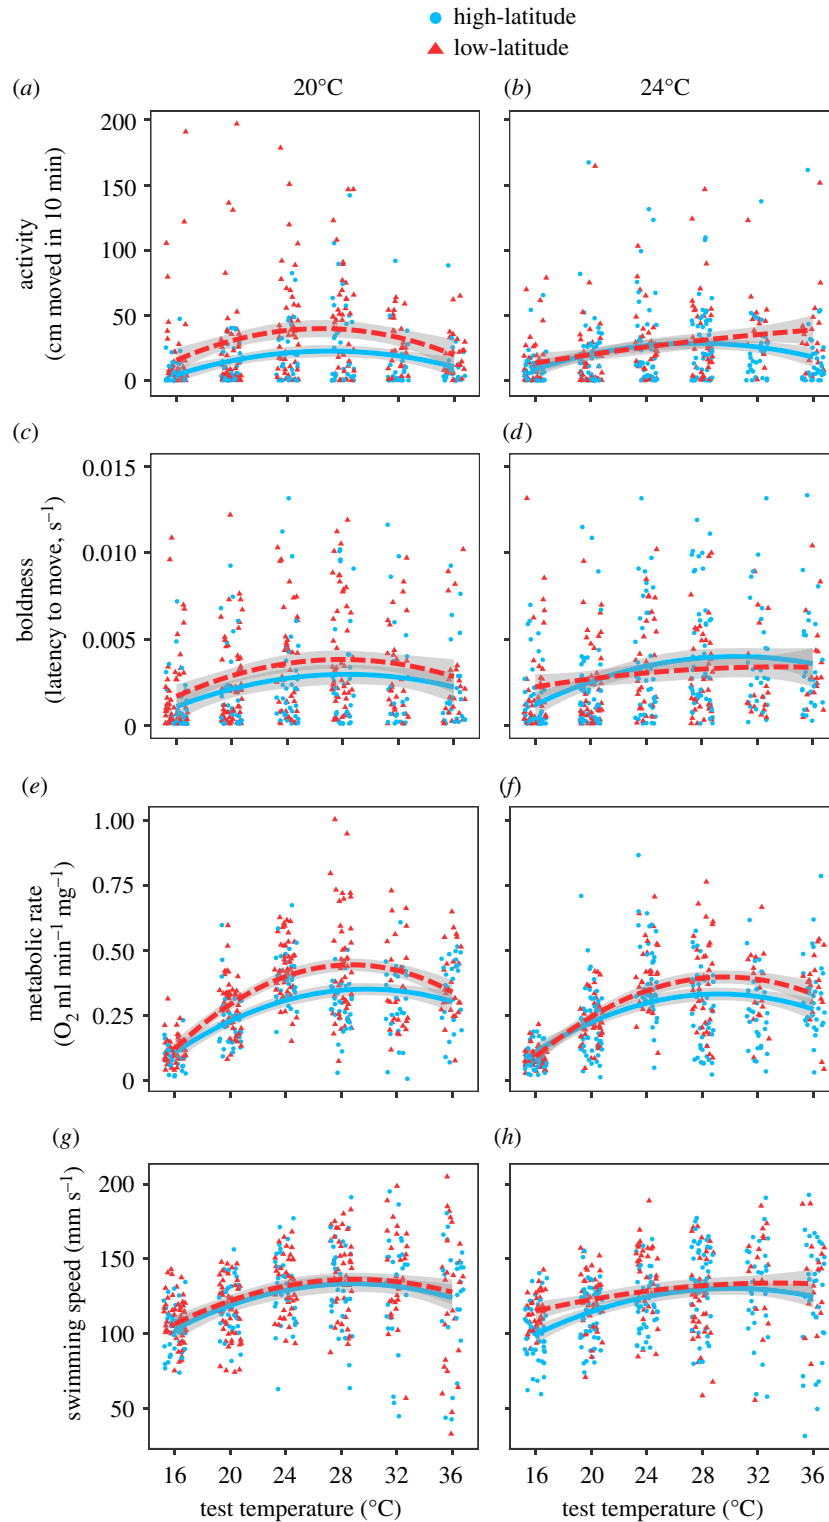 high-latitude
low-latitude
(a) 20°C (b) 24°C
200
150
100
50
0
activity
(cm moved in 10 min)
(c) (d)
0.015
0.010
0.005
0
boldness
(latency to move, s⁻¹)
(e) (f)
1.00
0.75
0.50
0.25
0
metabolic rate
(O₂ ml min⁻¹ mg⁻¹)
(g) (h)
200
150
100
50
swimming speed (mm s⁻¹)
16 20 24 28 32 36 16 20 24 28 32 36
test temperature (°C) test temperature (°C)